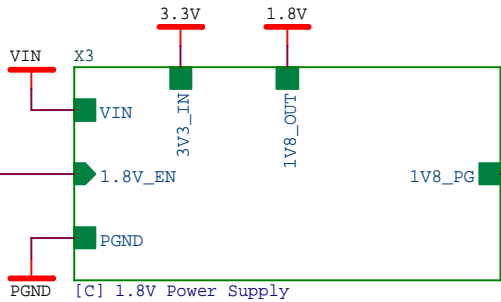 3.3V
1.8V
VIN
X3
VIN
3V3_IN
1V8_OUT
1.8V_EN
1V8_PG
PGND
PGND
[C] 1.8V Power Supply